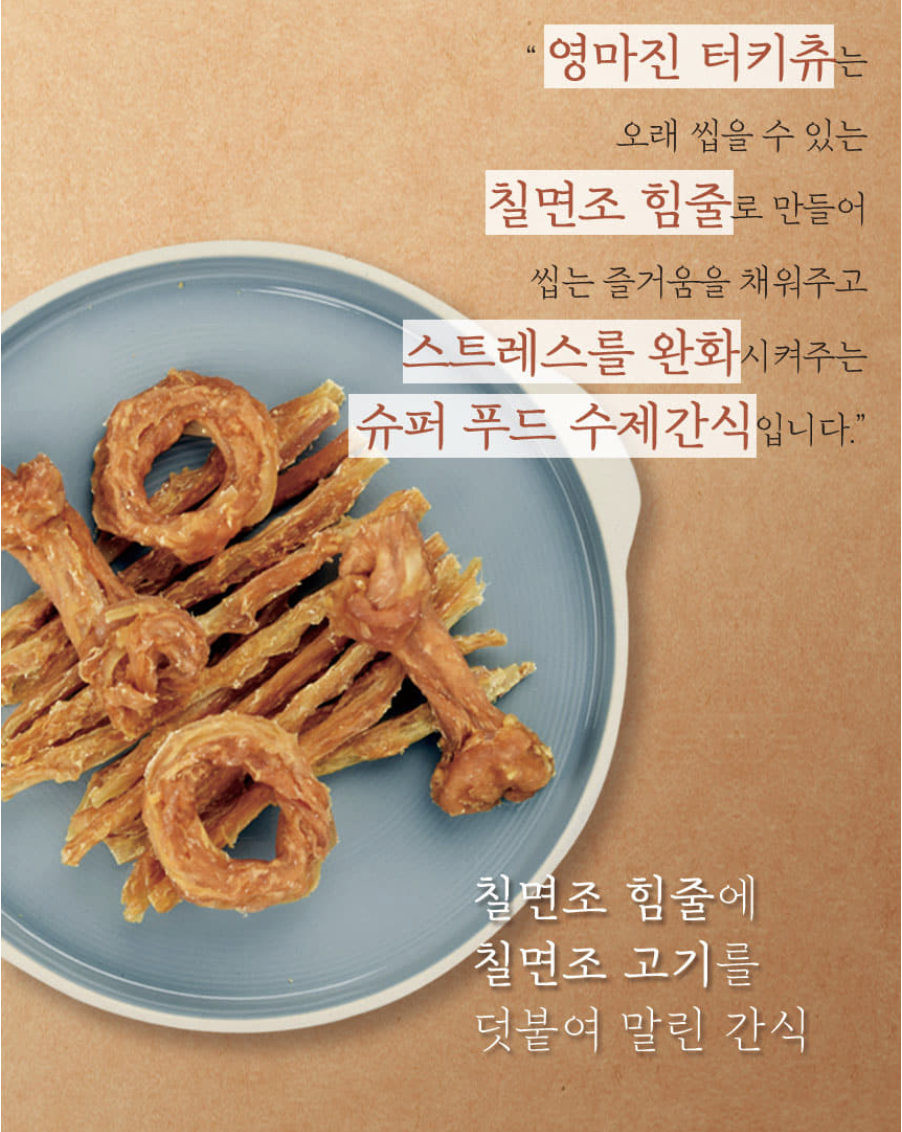 “ 영마진 터키츄는
오래 씹을 수 있는
칠면조 힘줄로 만들어
씹는 즐거움을 채워주고
스트레스를 완화시켜주는
슈퍼 푸드 수제간식입니다.”
칠면조 힘줄에
칠면조 고기를
덧붙여 말린 간식